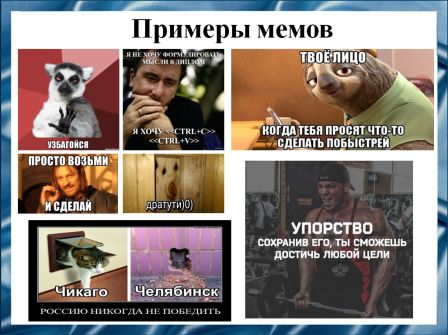 Примеры мемов
УЗБАГОЙСЯ
Я НЕ ХОЧУ ФОРМУЛИРОВАТЬ
МЫСЛИ В ДИПЛОМ
Я ХОЧУ <<CTRL+C>>
<<CTRL+V>>
ТВОЁ ЛИЦО
КОГДА ТЕБЯ ПРОСЯТ ЧТО-ТО
СДЕЛАТЬ ПОБЫСТРЕЙ
ПРОСТО ВОЗЬМИ
И СДЕЛАЙ
дратути)0)
УПОРСТВО
СОХРАНИВ ЕГО, ТЫ СМОЖЕШЬ
ДОСТИЧЬ ЛЮБОЙ ЦЕЛИ
Чикаго
Челябинск
РОССИЮ НИКОГДА НЕ ПОБЕДИТЬ